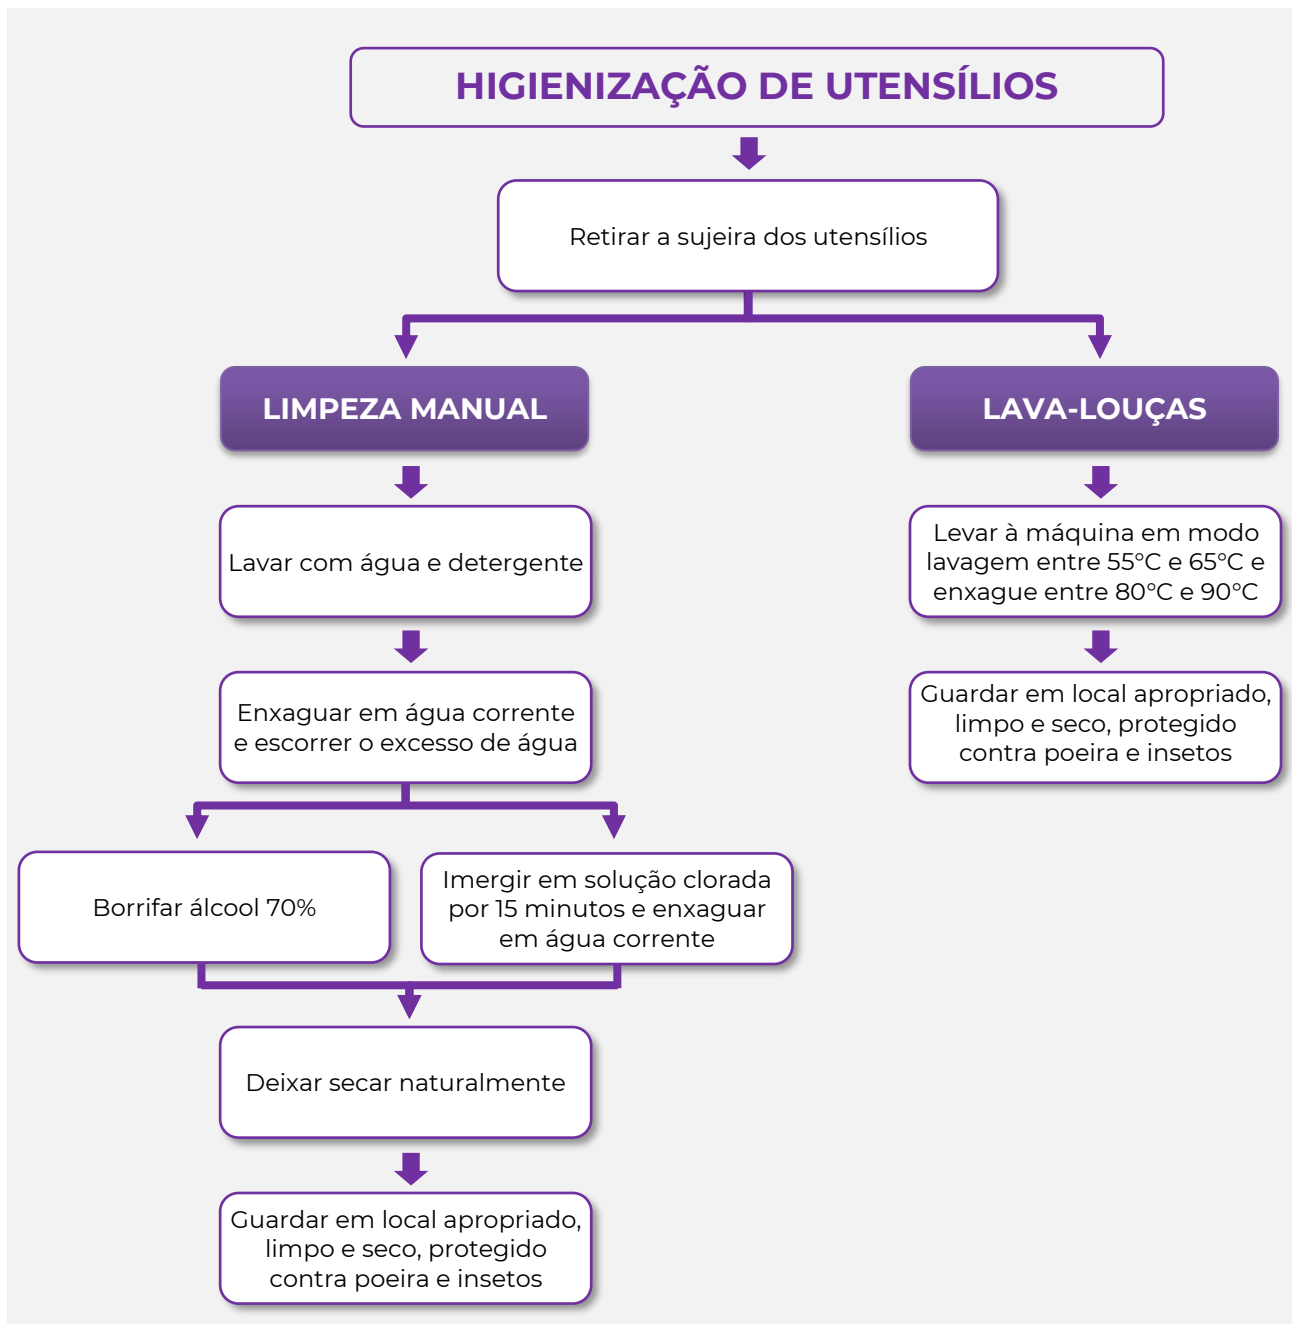 HIGIENIZAÇÃO DE UTENSÍLIOS
Retirar a sujeira dos utensílios
LIMPEZA MANUAL
LAVA-LOUÇAS
Lavar com água e detergente
Levar à máquina em modo
lavagem entre 55°C e 65°C e
enxague entre 80°C e 90°C
Enxaguar em água corrente
e escorrer o excesso de água
Guardar em local apropriado,
limpo e seco, protegido
contra poeira e insetos
Borrifar álcool 70%
Imergir em solução clorada
por 15 minutos e enxaguar
em água corrente
Deixar secar naturalmente
Guardar em local apropriado,
limpo e seco, protegido
contra poeira e insetos